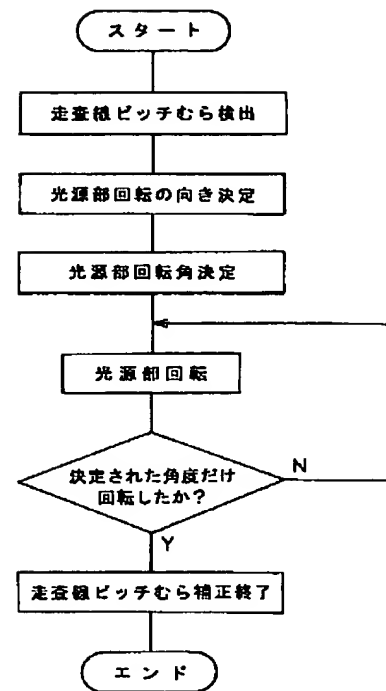 スタート
走査線ピッチむら検出
光源部回転の向き決定
光源部回転角決定
光源部回転
決定された角度だけ
回転したか？
N
Y
走査線ピッチむら補正終了
エンド